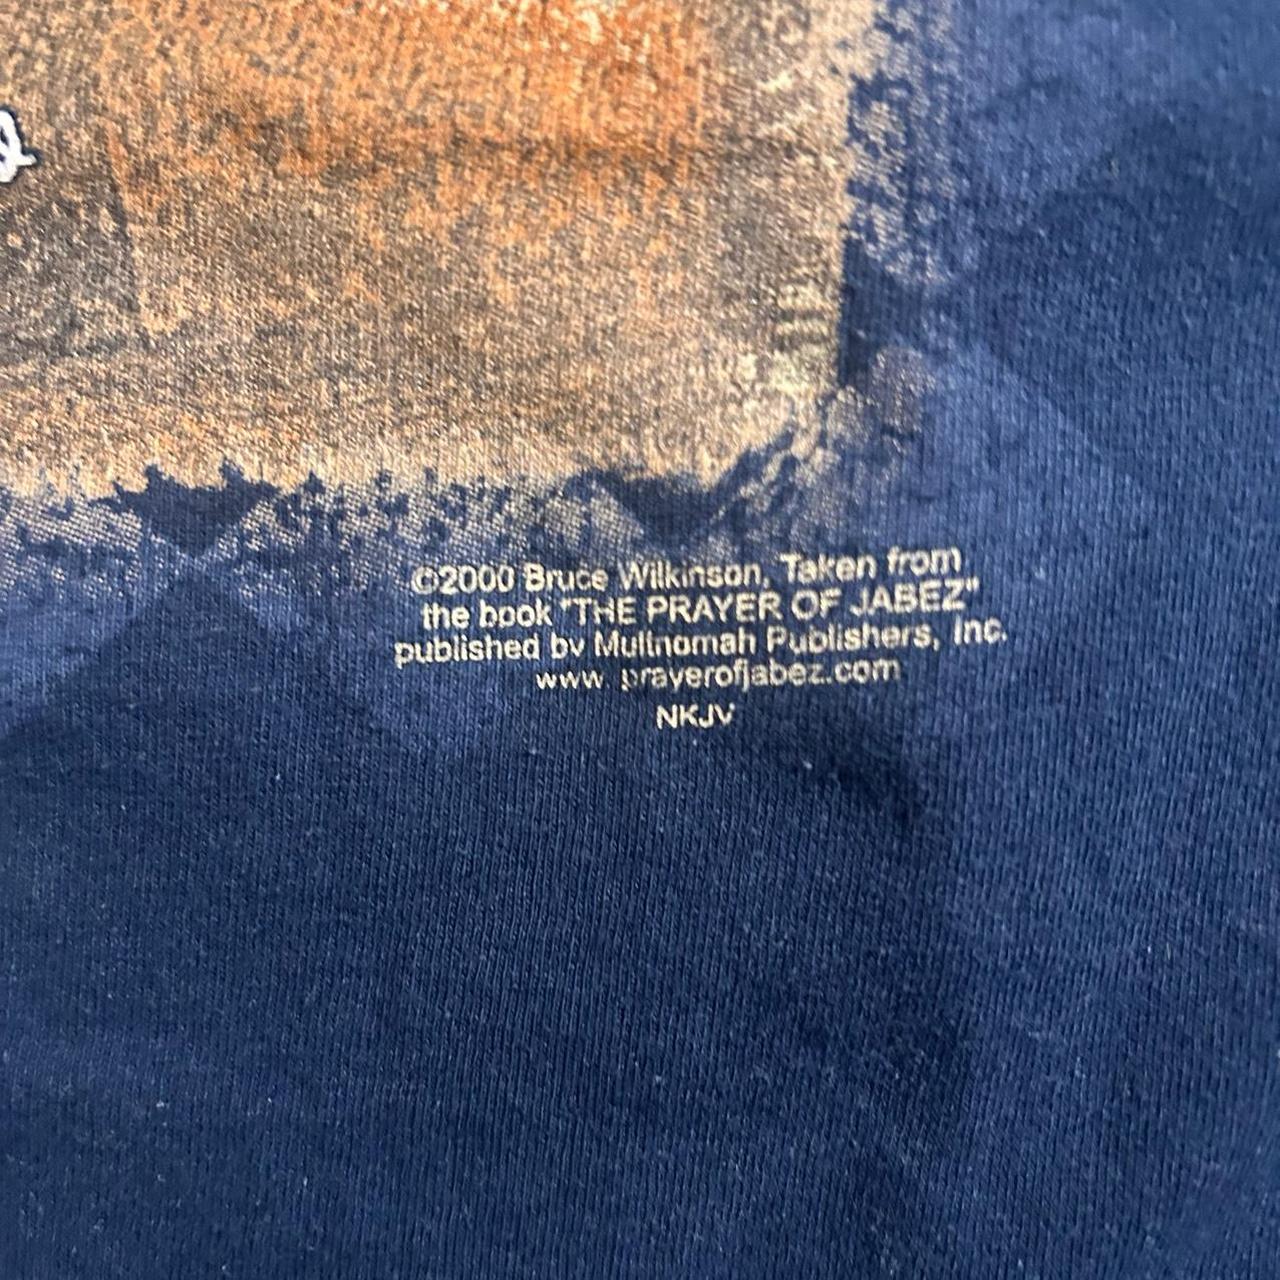 ©2000 Bruce Wilkinson, Taken from
the book "THE PRAYER OF JABEZ"
published by Multnomah Publishers, Inc.
www. prayerofjabez.com
NKJV